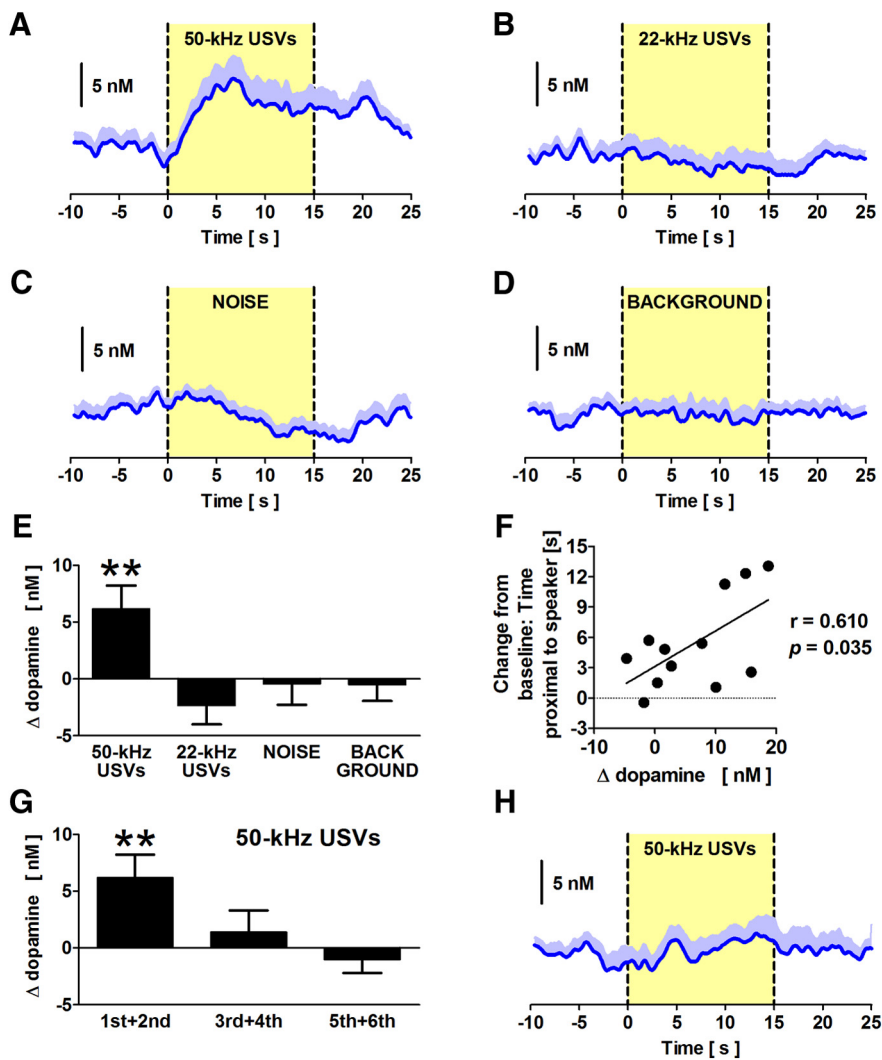 A
50-kHz USVs
5 nM
-10 -5 0 5 10 15 20 25
Time [ s ]
B
22-kHz USVs
5 nM
-10 -5 0 5 10 15 20 25
Time [ s ]
C
NOISE
5 nM
-10 -5 0 5 10 15 20 25
Time [ s ]
D
BACKGROUND
5 nM
-10 -5 0 5 10 15 20 25
Time [ s ]
E
Δ dopamine [ nM ]
10
5
0
-5
**
50-kHz USVs
22-kHz USVs
NOISE
BACK GROUND
F
Change from
baseline: Time
proximal to speaker [s]
15
12
9
6
3
0
-3
-10 0 10 20
Δ dopamine [ nM ]
r = 0.610
p = 0.035
G
Δ dopamine [ nM ]
10
5
0
-5
**
50-kHz USVs
1st+2nd 3rd+4th 5th+6th
H
50-kHz USVs
5 nM
-10 -5 0 5 10 15 20 25
Time [ s ]